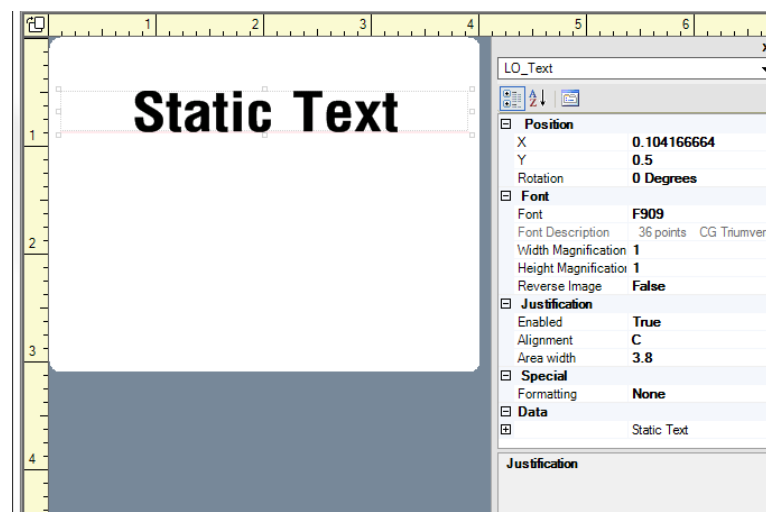 1 2 3 4 5 6
LO_Text
Static Text
Position
X 0.104166664
Y 0.5
Rotation 0 Degrees
Font
Font F909
Font Description 36 points CG Triumver
Width Magnification 1
Height Magnificatio 1
Reverse Image False
Justification
Enabled True
Alignment C
Area width 3.8
Special
Formatting None
Data
Static Text
Justification
1
2
3
4